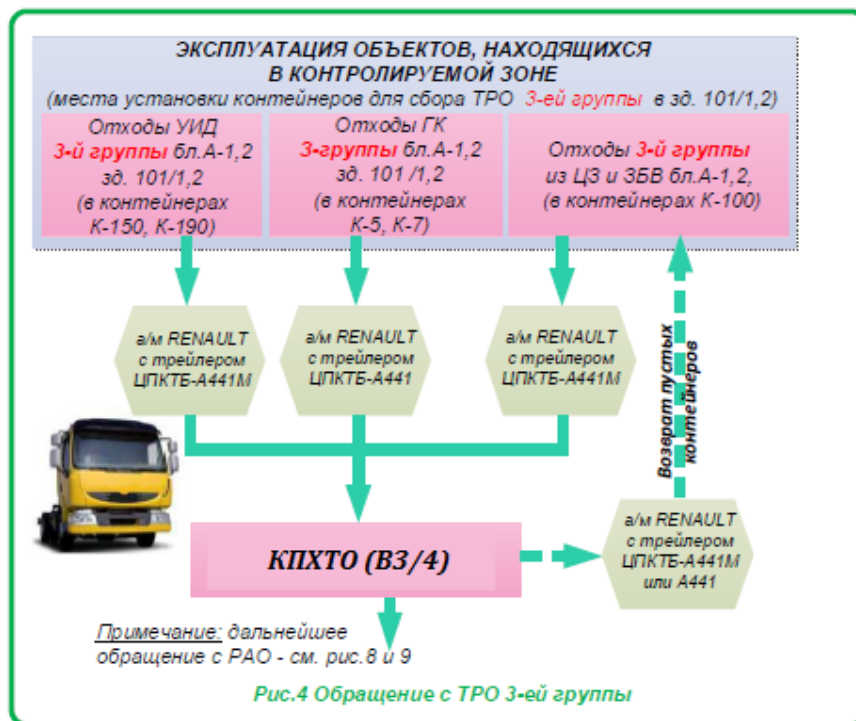 ЭКСПЛУАТАЦИЯ ОБЪЕКТОВ, НАХОДЯЩИХСЯ
В КОНТРОЛИРУЕМОЙ ЗОНЕ
(места установки контейнеров для сбора ТРО 3-ей группы в зд. 101/1,2)
Отходы УИД
3-й группы бл.А-1,2
зд. 101/1,2
(в контейнерах
К-150, К-190)
Отходы ГК
3-группы бл.А-1,2
зд. 101 /1,2
(в контейнерах
К-5, К-7)
Отходы 3-й группы
из ЦЗ и ЗБВ бл.А-1,2,
(в контейнерах К-100)
а/м RENAULT
с трейлером
ЦПКТБ-А441М
а/м RENAULT
с трейлером
ЦПКТБ-А441
а/м RENAULT
с трейлером
ЦПКТБ-А441М
Возврат пустых
контейнеров
КПХТО (В3/4)
а/м RENAULT
с трейлером
ЦПКТБ-А441М
или А441
Примечание: дальнейшее
обращение с РАО - см. рис.8 и 9
Рис.4 Обращение с ТРО 3-ей группы